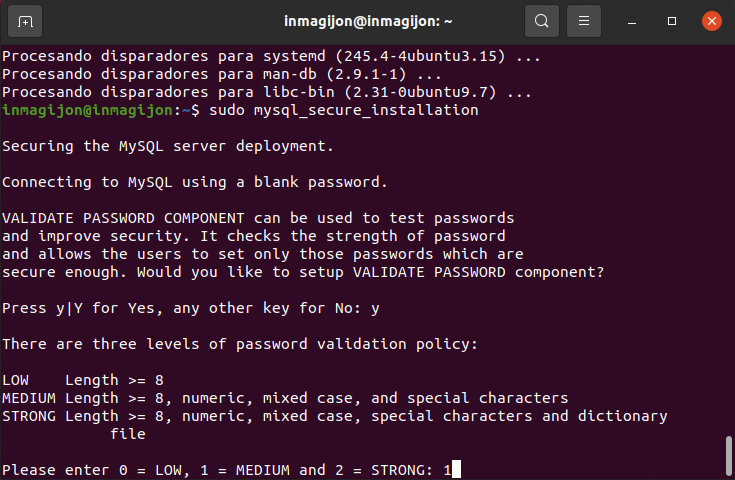 inmagijon@inmagijon: ~
Procesando disparadores para systemd (245.4-4ubuntu3.15) ...
Procesando disparadores para man-db (2.9.1-1) ...
Procesando disparadores para libc-bin (2.31-0ubuntu9.7) ...
inmagijon@inmagijon:~$ sudo mysql_secure_installation
Securing the MySQL server deployment.
Connecting to MySQL using a blank password.
VALIDATE PASSWORD COMPONENT can be used to test passwords
and improve security. It checks the strength of password
and allows the users to set only those passwords which are
secure enough. Would you like to setup VALIDATE PASSWORD component?
Press y|Y for Yes, any other key for No: y
There are three levels of password validation policy:
LOW    Length >= 8
MEDIUM Length >= 8, numeric, mixed case, and special characters
STRONG Length >= 8, numeric, mixed case, special characters and dictionary
file
Please enter 0 = LOW, 1 = MEDIUM and 2 = STRONG: 1